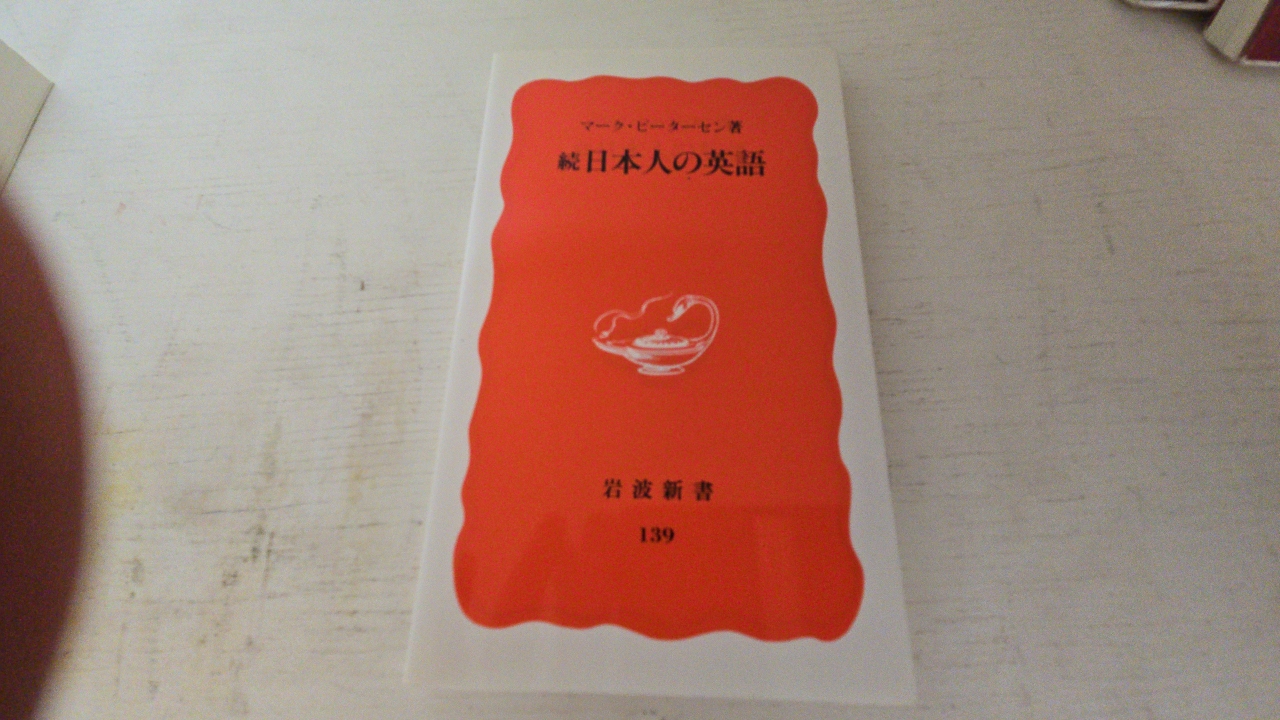 マーク・ピーターセン著
続日本人の英語
岩波新書
139